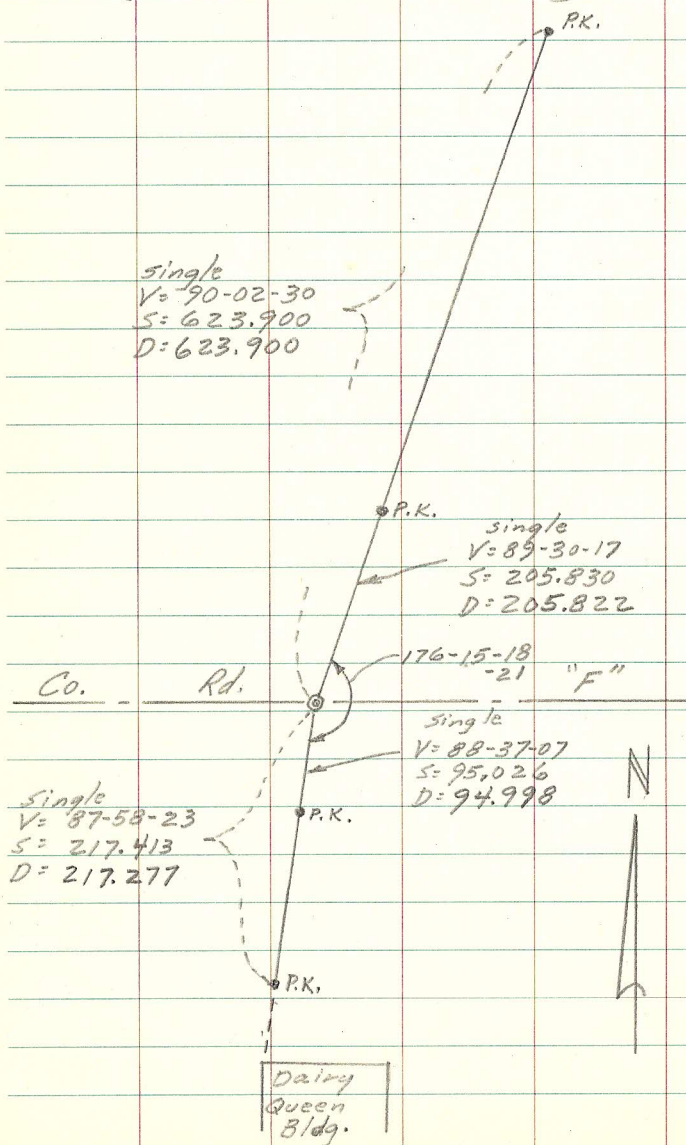 P.K.
single
V= 90-02-30
S= 623.900
D= 623.900
P.K.
single
V= 89-30-17
S= 205.830
D= 205.822
176-15-18
-21
Co. Rd. "F"
single
V= 88-37-07
S= 95.026
D= 94.998
N
single
V= 87-58-23
S= 217.413
D= 217.277
P.K.
P.K.
Dairy
Queen
Bldg.